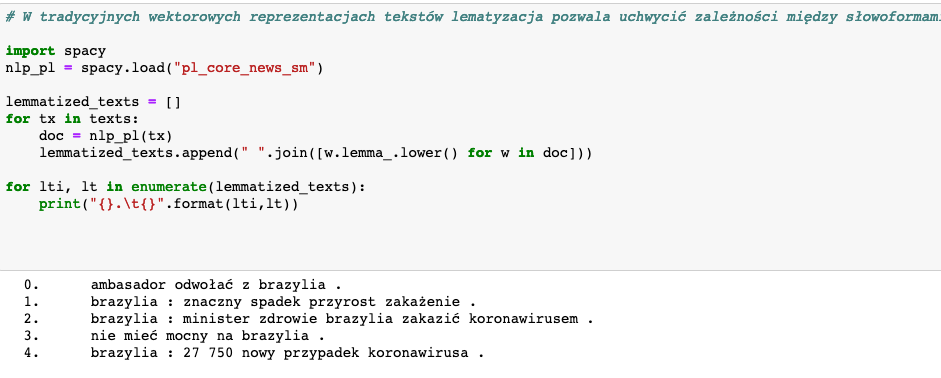 # W tradycyjnych wektorowych reprezentacjach tekstów lematyzacja pozwala uchwycić zależności między słowoformami
import spacy
nlp_pl = spacy.load("pl_core_news_sm")
lemmatized_texts = []
for tx in texts:
    doc = nlp_pl(tx)
    lemmatized_texts.append(" ".join([w.lemma_.lower() for w in doc]))
for lti, lt in enumerate(lemmatized_texts):
    print("{}.\t{}".format(lti,lt))
0. ambasador odwołać z brazylia .
1. brazylia : znaczny spadek przyrost zakażenie .
2. brazylia : minister zdrowie brazylia zakazić koronawirusem .
3. nie mieć mocny na brazylia .
4. brazylia : 27 750 nowy przypadek koronawirusa .